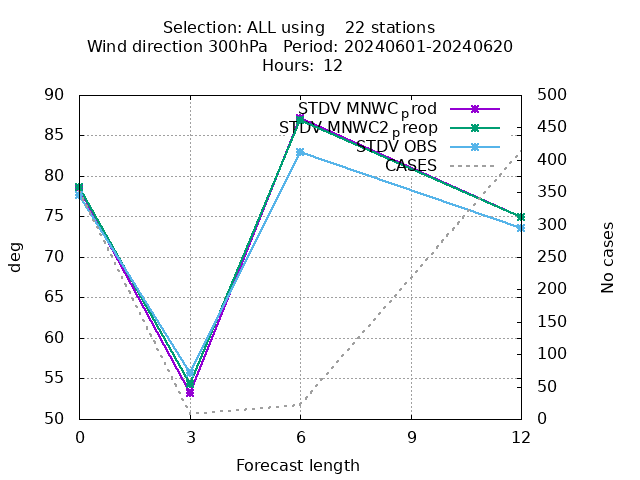 Selection: ALL using    22 stations
Wind direction 300hPa   Period: 20240601-20240620
Hours:  12
90 500
STDV MNWCprod
450
85 STDV MNWC2preop
STDV OBS
400
CASES
80
350
75 300
70 250
deg No cases
65 200
60 150
100
55
50
50 0
0 3 6 9 12
Forecast length